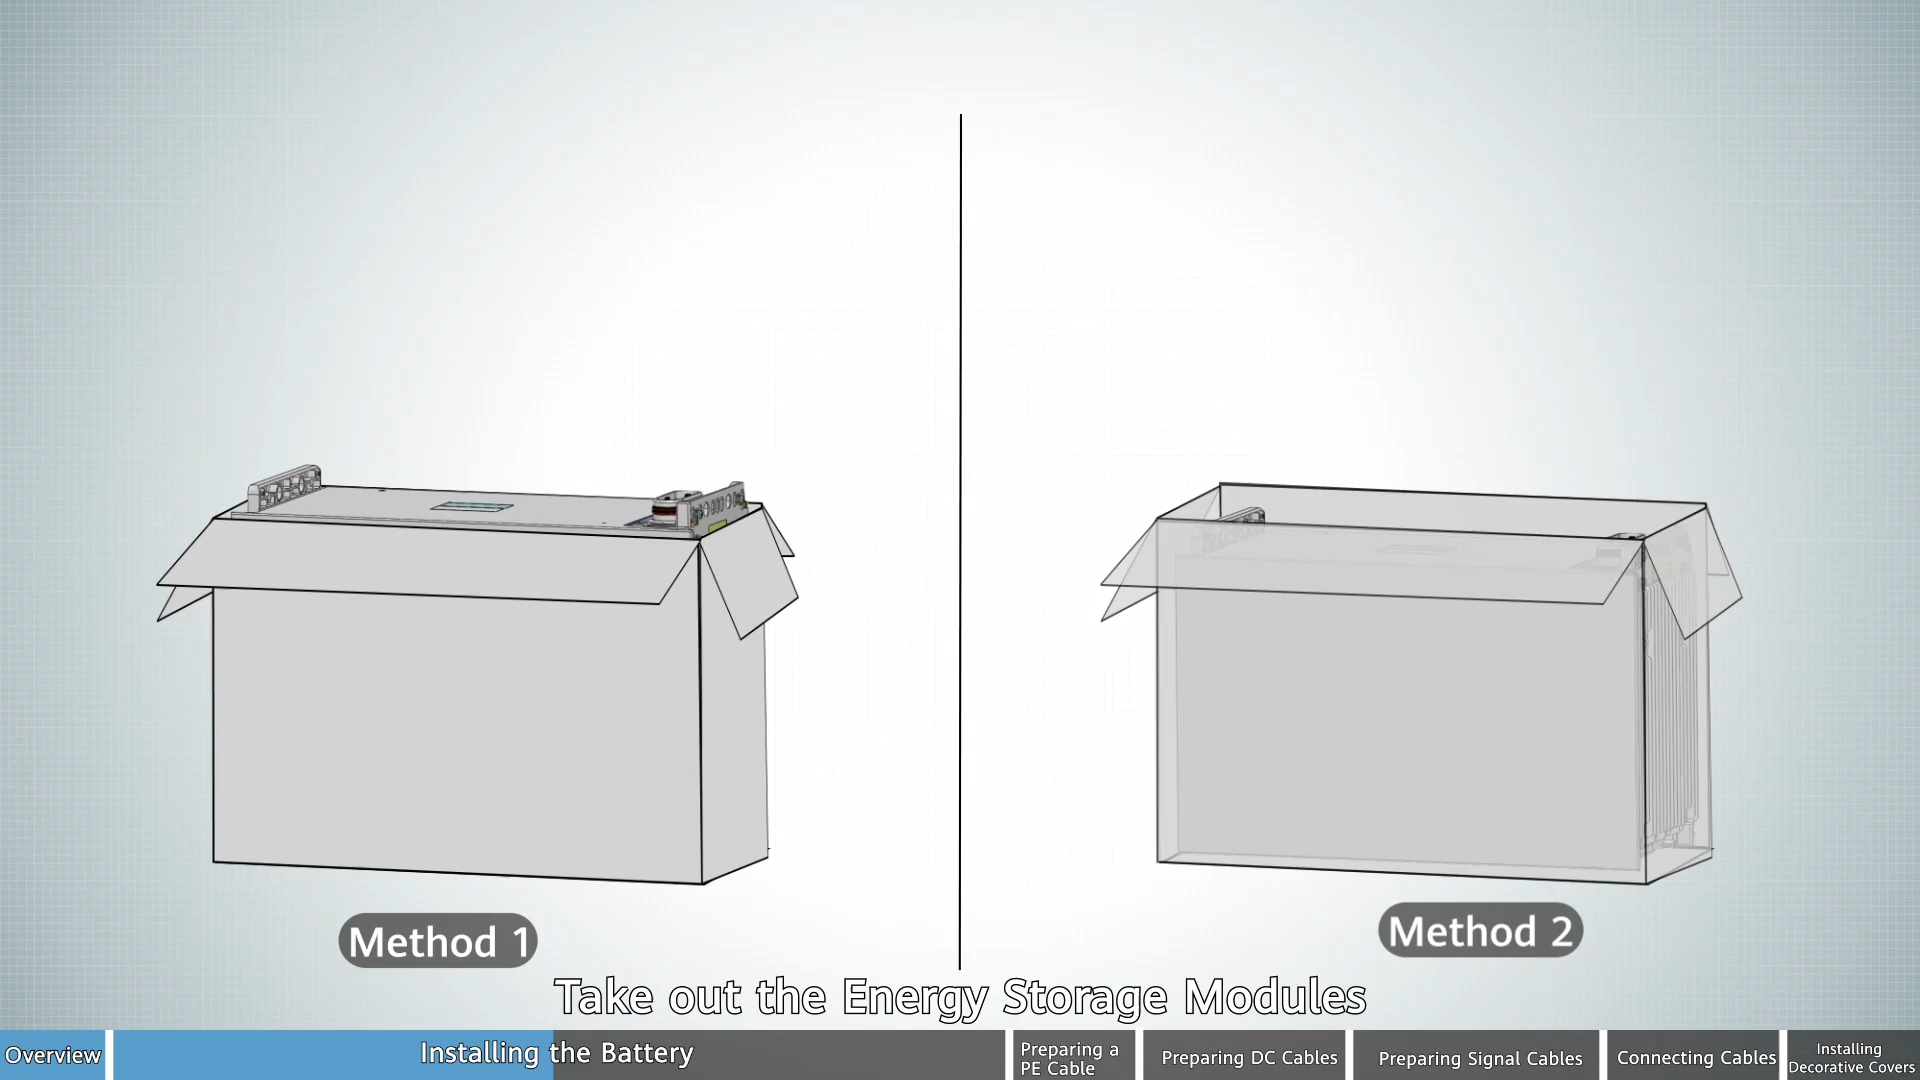 Method 1
Method 2
Take out the Energy Storage Modules
Overview
Installing the Battery
Preparing a
PE Cable
Preparing DC Cables
Preparing Signal Cables
Connecting Cables
Installing
Decorative Covers